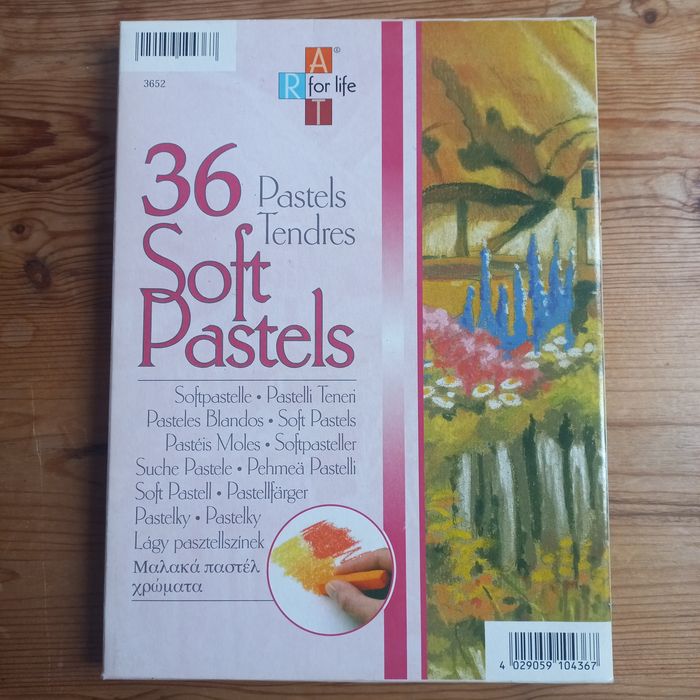 3652
A®
R for life
T
36 Pastels
Tendres
Soft
Pastels
Softpastelle • Pastelli Teneri
Pasteles Blandos • Soft Pastels
Pastéis Moles • Softpasteller
Suche Pastele • Pehmeä Pastelli
Soft Pastell • Pastellfärger
Pastelky • Pastelky
Lágy pasztellszínek
Μαλακά παστέλ
χρώματα
4 029059 104367